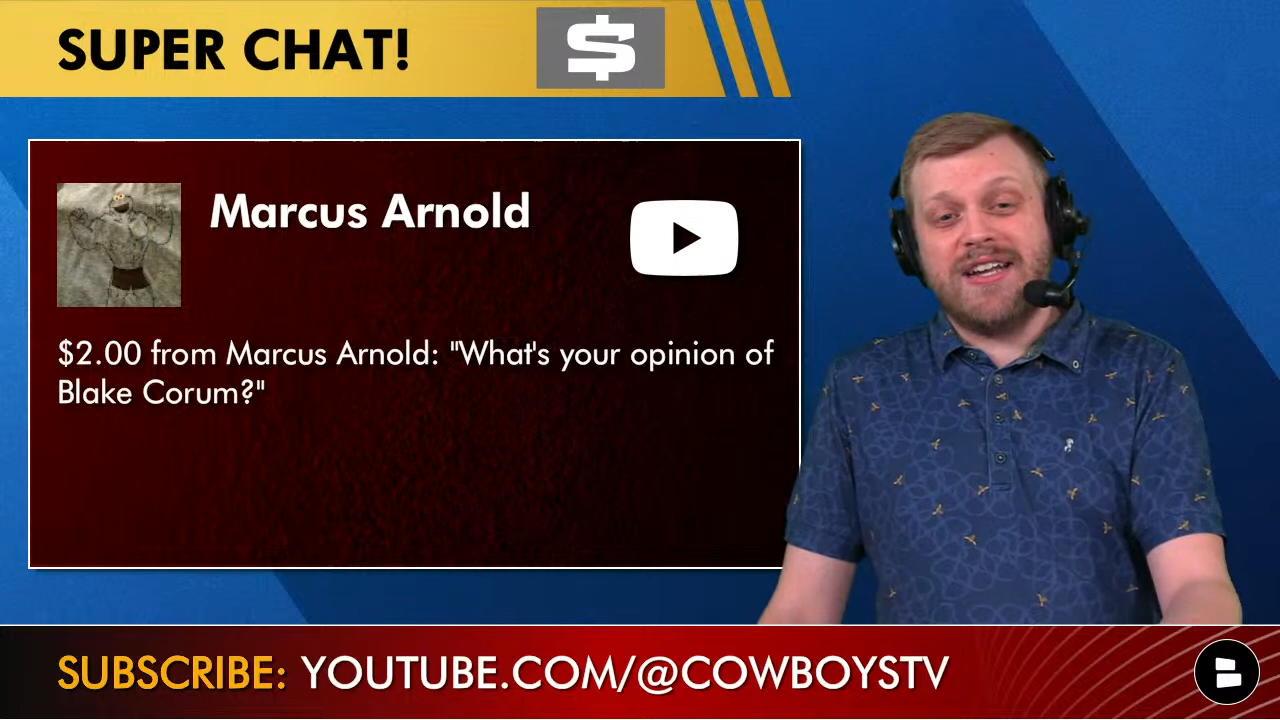 SUPER CHAT!
$
Marcus Arnold
$2.00 from Marcus Arnold: "What's your opinion of
Blake Corum?"
SUBSCRIBE: YOUTUBE.COM/@COWBOYSTV